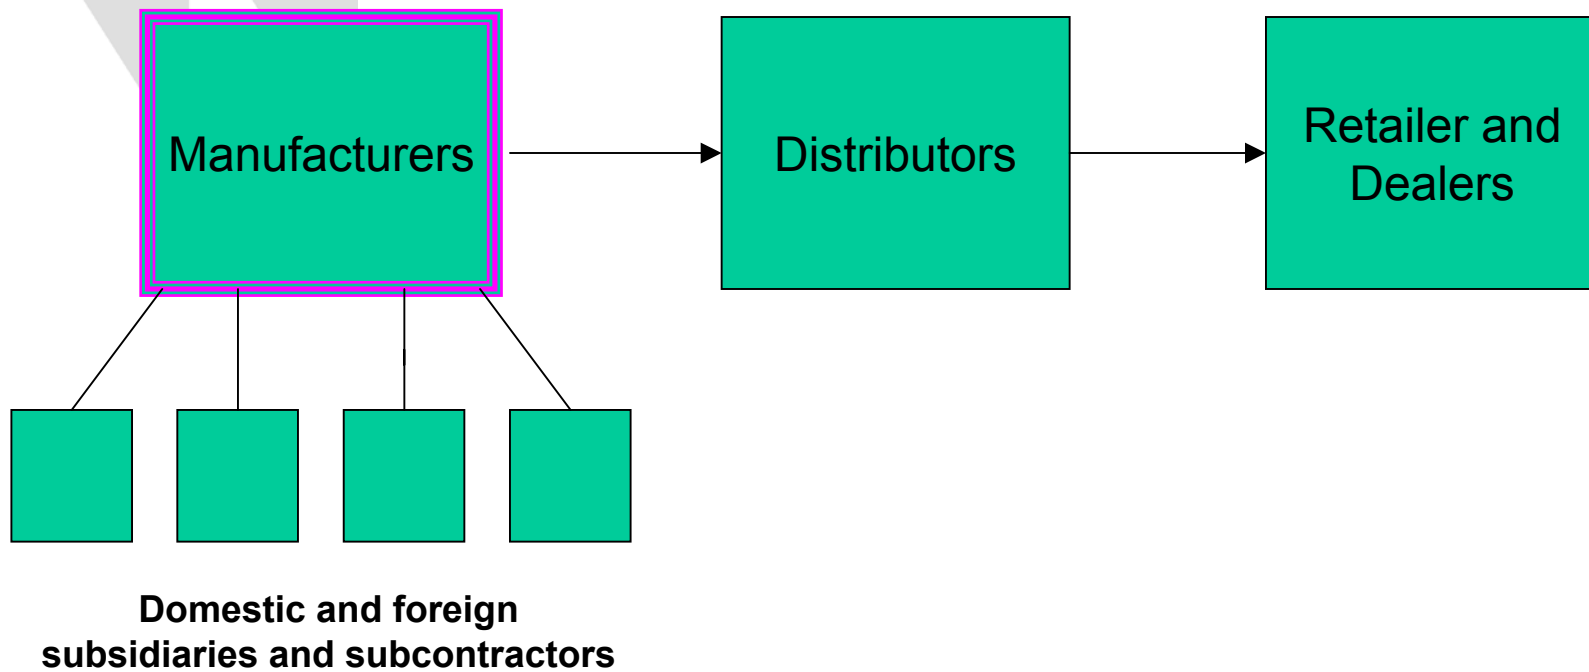 Manufacturers
Distributors
Retailer and
Dealers
Domestic and foreign
subsidiaries and subcontractors